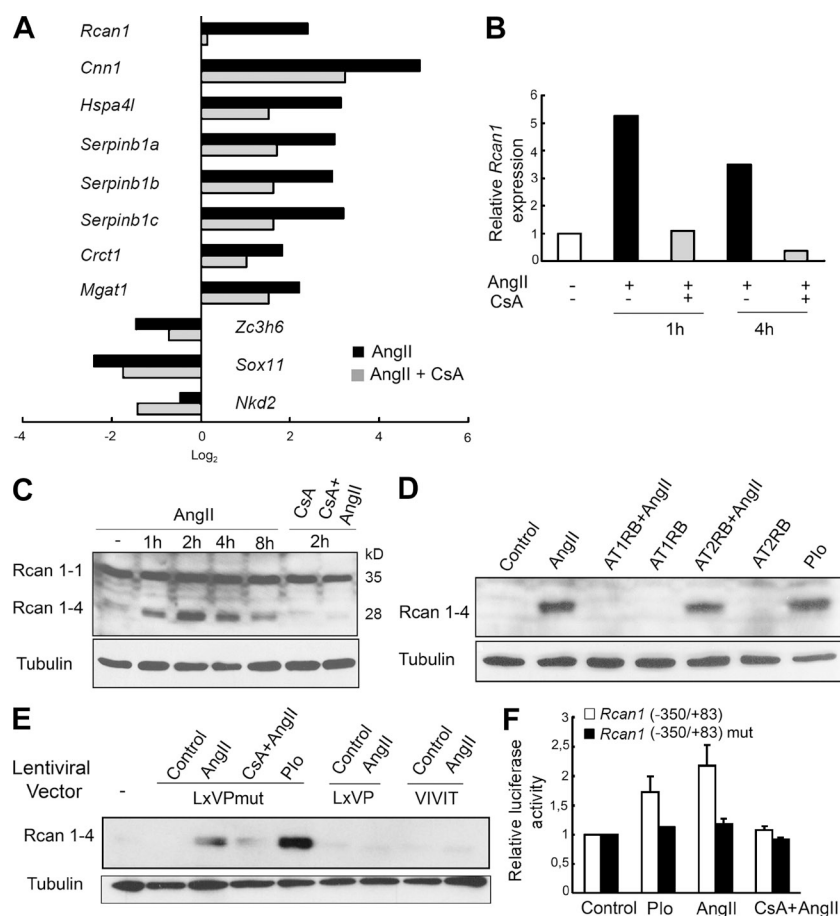 A
Rcan1
Cnn1
Hspa4l
Serpinb1a
Serpinb1b
Serpinb1c
Crct1
Mgat1
Zc3h6
Sox11
Nkd2
AngII
AngII + CsA
-4 -2 0 2 4 6
Log2
B
Relative Rcan1 expression
6
5
4
3
2
1
0
AngII - + + + +
CsA - - + - +
1h 4h
C
AngII CsA CsA+AngII
- 1h 2h 4h 8h 2h kD
Rcan 1-1 35
Rcan 1-4 28
Tubulin
D
Control AngII AT1RB+AngII AT1RB AT2RB+AngII AT2RB Plo
Rcan 1-4
Tubulin
E
Lentiviral Vector
- Control AngII CsA+AngII Plo Control AngII Control AngII
LxVPmut LxVP VIVIT
Rcan 1-4
Tubulin
F
Rcan1 (-350/+83)
Rcan1 (-350/+83) mut
Relative luciferase activity
3
2,5
2
1,5
1
0,5
Control Plo AngII CsA+AngII